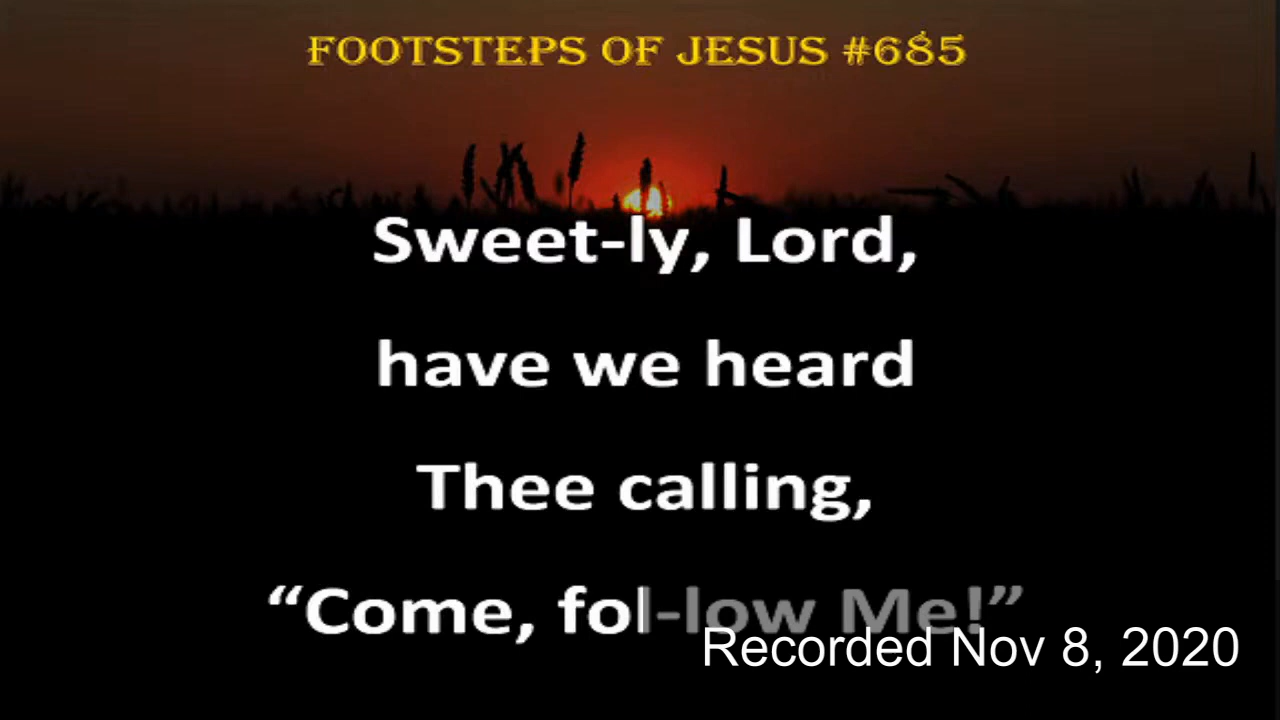 FOOTSTEPS OF JESUS #685
Sweet-ly, Lord,
have we heard
Thee calling,
“Come, fol-low Me!”
Recorded Nov 8, 2020